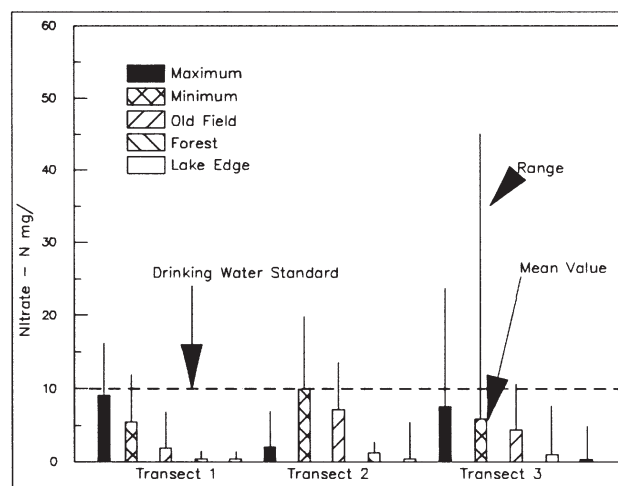 60
50
40
30
20
10
0
Nitrate - N mg/
Maximum
Minimum
Old Field
Forest
Lake Edge
Range
Drinking Water Standard
Mean Value
Transect 1
Transect 2
Transect 3